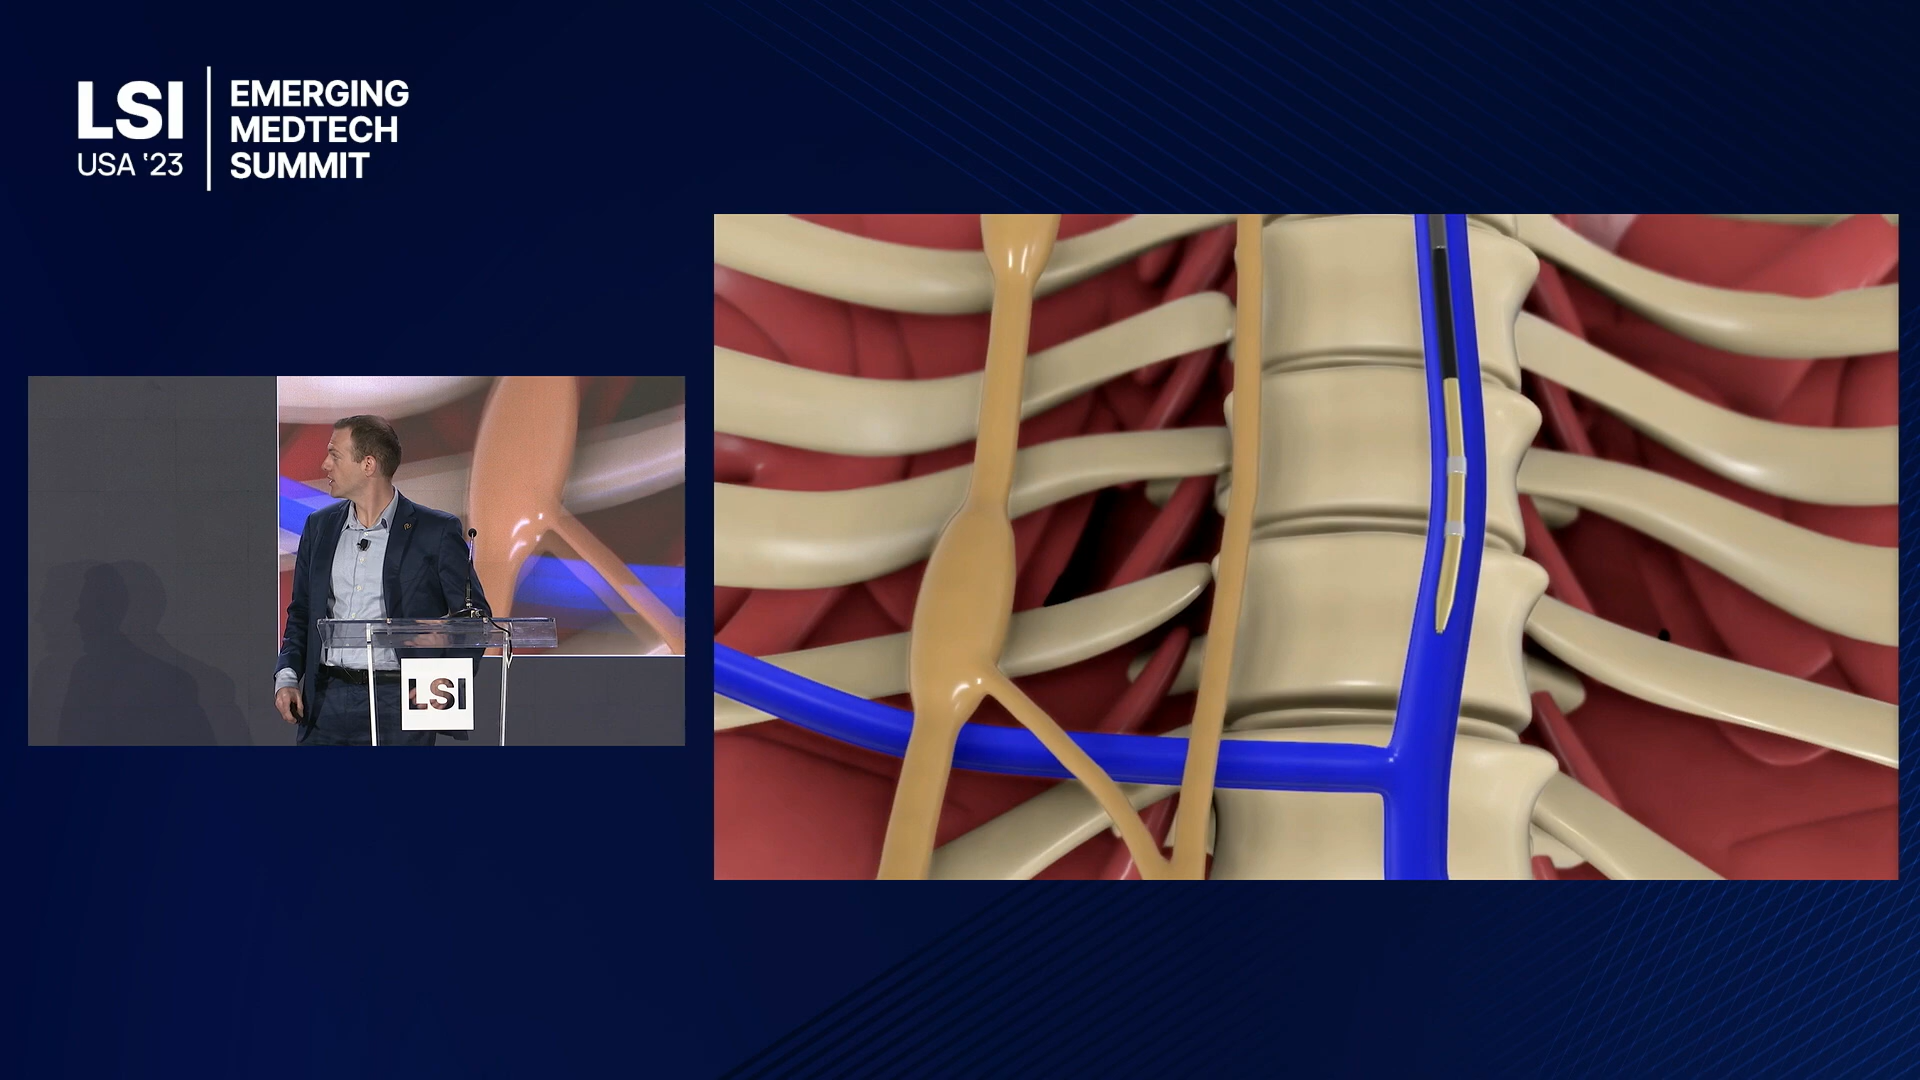 LSI
USA '23
EMERGING
MEDTECH
SUMMIT
LSI